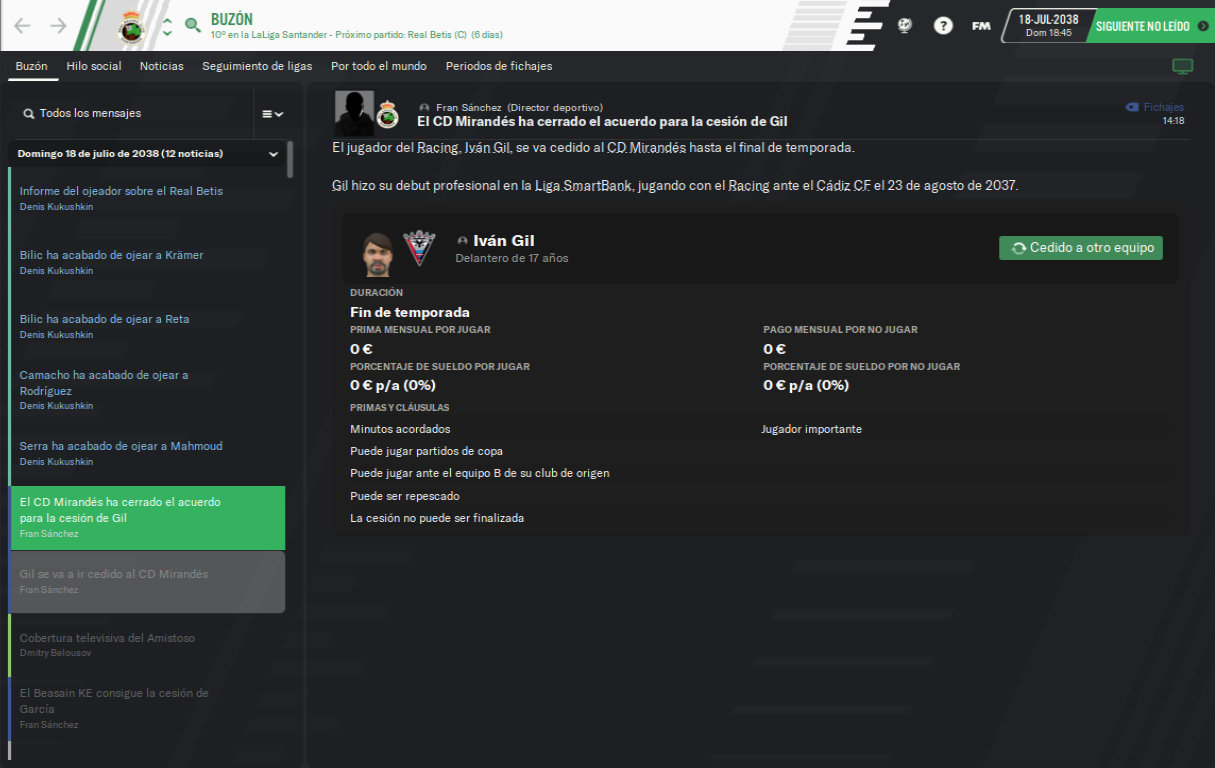 BUZÓN
10º en la LaLiga Santander - Próximo partido: Real Betis (C) (6 días)
?
FM
18-JUL-2038
Dom 18:45
SIGUIENTE NO LEÍDO
Buzón
Hilo social
Noticias
Seguimiento de ligas
Por todo el mundo
Periodos de fichajes
Todos los mensajes
Domingo 18 de julio de 2038 (12 noticias)
Informe del ojeador sobre el Real Betis
Denis Kukushkin
Bilic ha acabado de ojear a Krämer
Denis Kukushkin
Bilic ha acabado de ojear a Reta
Denis Kukushkin
Camacho ha acabado de ojear a
Rodríguez
Denis Kukushkin
Serra ha acabado de ojear a Mahmoud
Denis Kukushkin
El CD Mirandés ha cerrado el acuerdo
para la cesión de Gil
Fran Sánchez
Gil se va a ir cedido al CD Mirandés
Fran Sánchez
Cobertura televisiva del Amistoso
Dmitry Belousov
El Beasain KE consigue la cesión de
García
Fran Sánchez
Fran Sánchez (Director deportivo)
El CD Mirandés ha cerrado el acuerdo para la cesión de Gil
Fichajes
14:18
El jugador del Racing, Iván Gil, se va cedido al CD Mirandés hasta el final de temporada.
Gil hizo su debut profesional en la Liga SmartBank, jugando con el Racing ante el Cádiz CF el 23 de agosto de 2037.
Iván Gil
Delantero de 17 años
Cedido a otro equipo
DURACIÓN
Fin de temporada
PRIMA MENSUAL POR JUGAR
PAGO MENSUAL POR NO JUGAR
0 €
0 €
PORCENTAJE DE SUELDO POR JUGAR
PORCENTAJE DE SUELDO POR NO JUGAR
0 € p/a (0%)
0 € p/a (0%)
PRIMAS Y CLÁUSULAS
Minutos acordados
Jugador importante
Puede jugar partidos de copa
Puede jugar ante el equipo B de su club de origen
Puede ser repescado
La cesión no puede ser finalizada